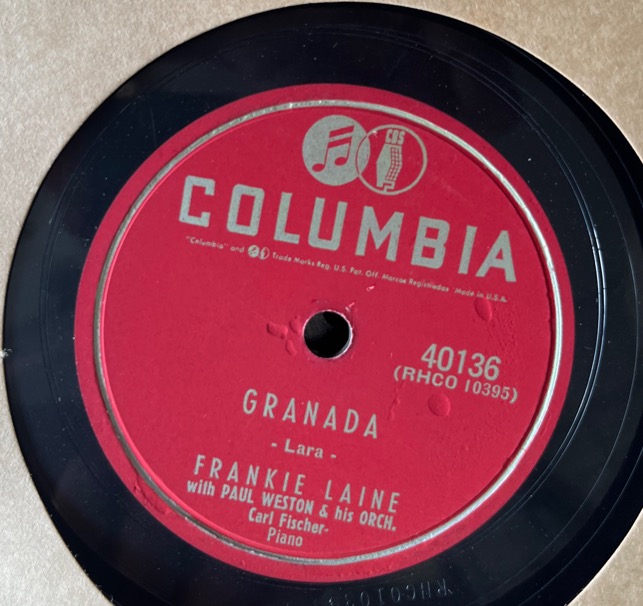 CBS
COLUMBIA
"Columbia" and Trade Marks Reg. U.S. Pat. Off. Marcas Registradas Made in U.S.A.
40136
(RHCO 10395)
GRANADA
- Lara -
FRANKIE LAINE
with PAUL WESTON & his ORCH.
Carl Fischer-
Piano